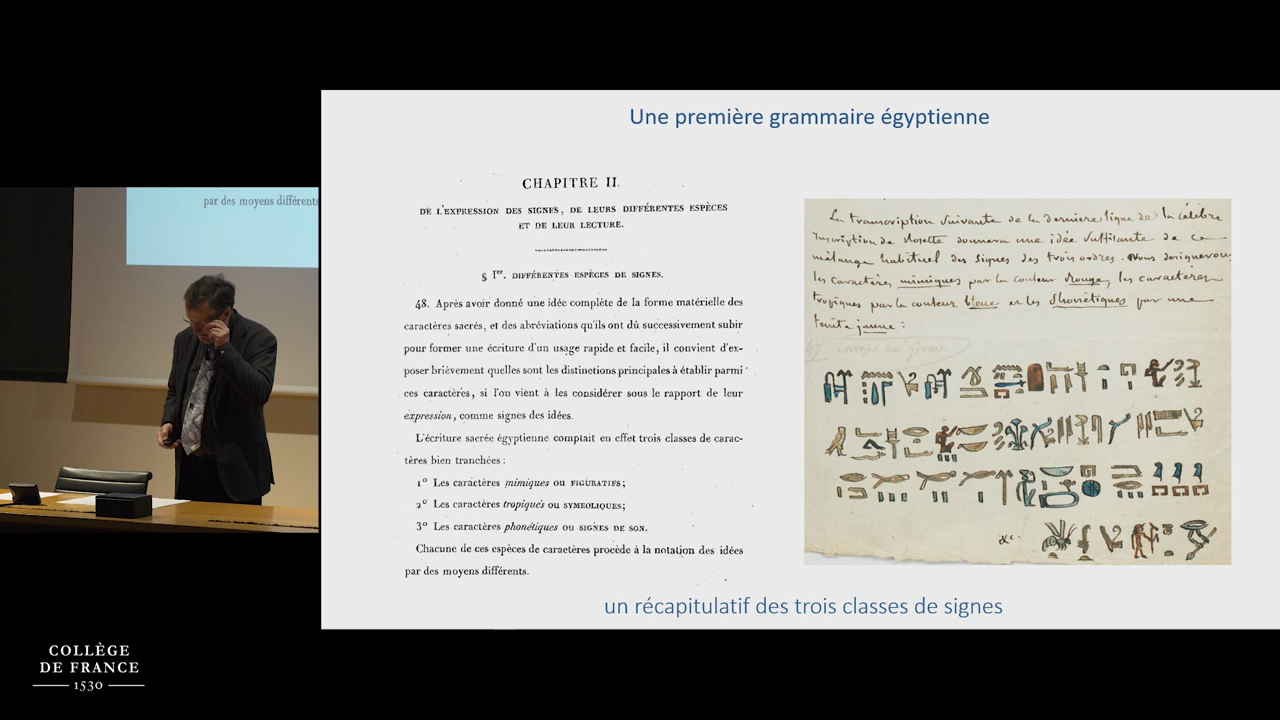 par des moyens différents
COLLÈGE
DE FRANCE
1530
Une première grammaire égyptienne
CHAPITRE II.
DE L'EXPRESSION DES SIGNES, DE LEURS DIFFÉRENTES ESPÈCES
ET DE LEUR LECTURE.
§ Ier. DIFFÉRENTES ESPÈCES DE SIGNES.
48. Après avoir donné une idée complète de la forme matérielle des
caractères sacrés, et des abréviations qu'ils ont dû successivement subir
pour former une écriture d'un usage rapide et facile, il convient d'ex-
poser brièvement quelles sont les distinctions principales à établir parmi
ces caractères, si l'on vient à les considérer sous le rapport de leur
expression, comme signes des idées.
L'écriture sacrée égyptienne comptait en effet trois classes de carac-
tères bien tranchées :
1° Les caractères mimiques ou FIGURATIFS;
2° Les caractères tropiques ou SYMBOLIQUES;
3° Les caractères phonétiques ou SIGNES DE SON.
Chacune de ces espèces de caractères procède à la notation des idées
par des moyens différents.
La transcription suivante de la derniere ligne de la célèbre
inscription de Rosette donnera une idée suffisante de ce
mélange habituel des signes des trois ordres. Nous designerons
les caractères mimiques par la couleur rouge, les caractères
tropiques par la couleur bleue et les phonétiques par une
teinte jaune :
&c.
un récapitulatif des trois classes de signes